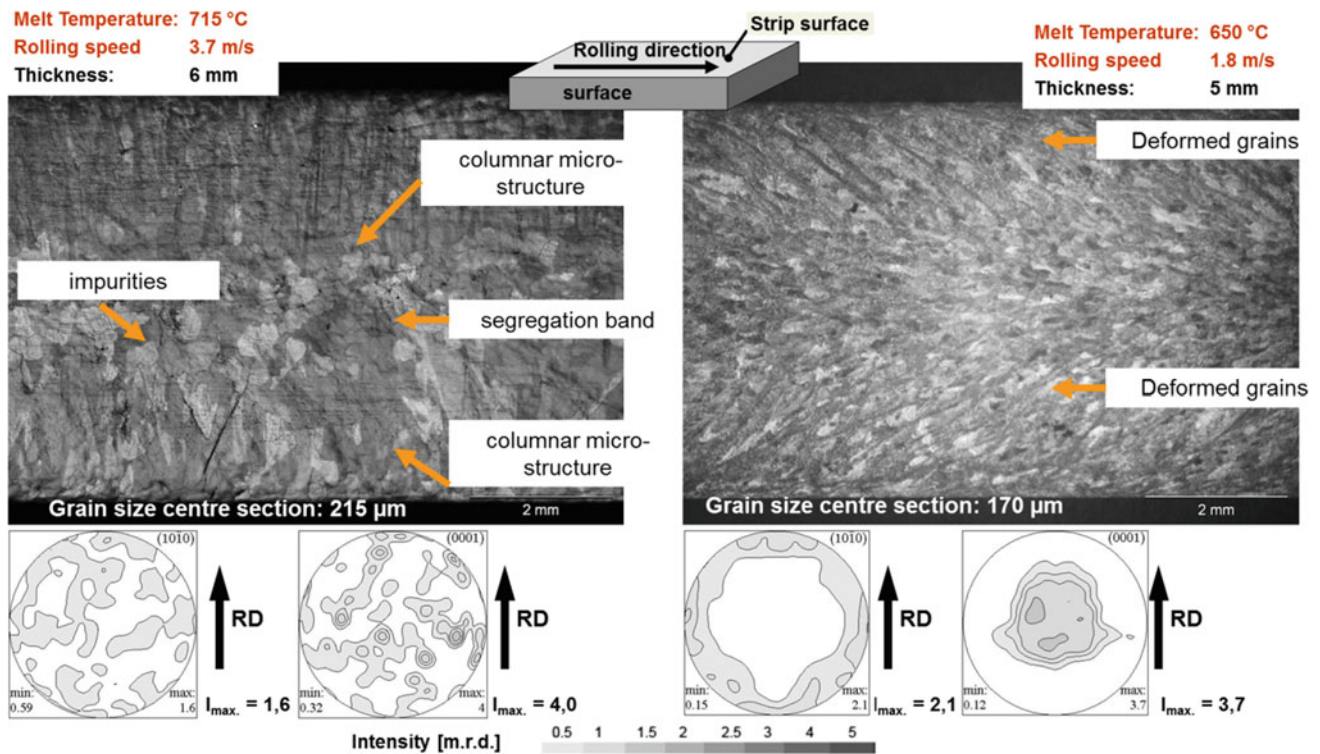 Melt Temperature: 715 °C
Rolling speed 3.7 m/s
Thickness: 6 mm
Strip surface
Rolling direction
surface
Melt Temperature: 650 °C
Rolling speed 1.8 m/s
Thickness: 5 mm
columnar micro-
structure
impurities
segregation band
columnar micro-
structure
Grain size centre section: 215 µm
2 mm
Deformed grains
Deformed grains
Grain size centre section: 170 µm
2 mm
(101̄0)
min:
0.59
max:
1.6
RD
Imax. = 1,6
(0001)
min:
0.32
max:
4
RD
Imax. = 4,0
(101̄0)
min:
0.15
max:
2.1
RD
Imax. = 2,1
(0001)
min:
0.12
max:
3.7
RD
Imax. = 3,7
Intensity [m.r.d.]
0.5 1 1.5 2 2.5 3 4 5